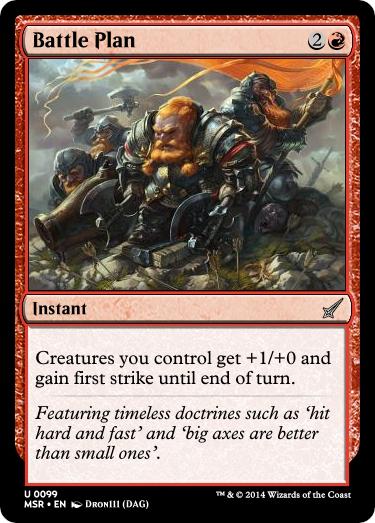 Battle Plan 2
Instant
Creatures you control get +1/+0 and
gain first strike until end of turn.
Featuring timeless doctrines such as ‘hit
hard and fast’ and ‘big axes are better
than small ones’.
U 0099
MSR • EN DronIII (DAG)
™ & © 2014 Wizards of the Coast